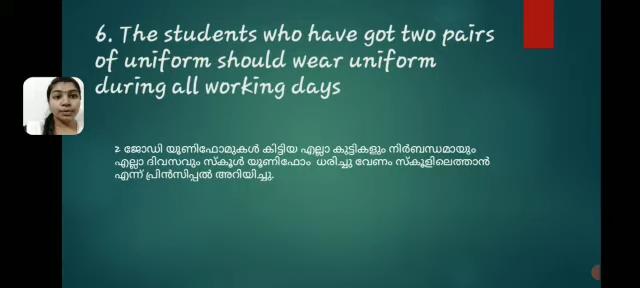 6. The students who have got two pairs
of uniform should wear uniform
during all working days
2 ജോഡി യൂണിഫോമുകൾ കിട്ടിയ എല്ലാ കുട്ടികളും നിർബന്ധമായും
എല്ലാ ദിവസവും സ്കൂൾ യൂണിഫോം ധരിച്ചു വേണം സ്കൂളിലെത്താൻ
എന്ന് പ്രിൻസിപ്പൽ അറിയിച്ചു.